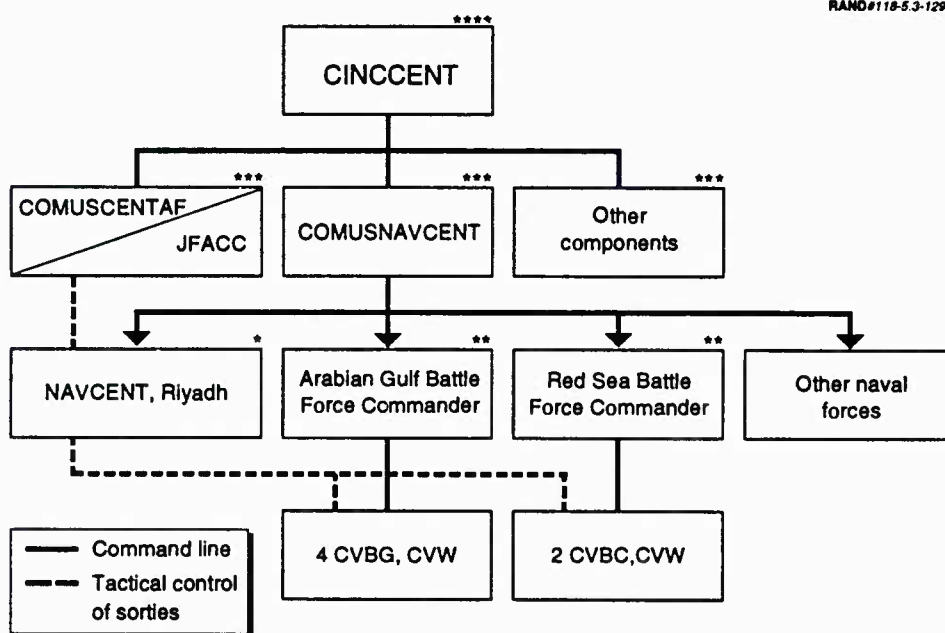 RAND#118-5.3-1293
****
CINCCENT
***
COMUSCENTAF
JFACC
***
COMUSNAVCENT
***
Other
components
*
NAVCENT, Riyadh
**
Arabian Gulf Battle
Force Commander
**
Red Sea Battle
Force Commander
Other naval
forces
4 CVBG, CVW
2 CVBC,CVW
Command line
Tactical control
of sorties